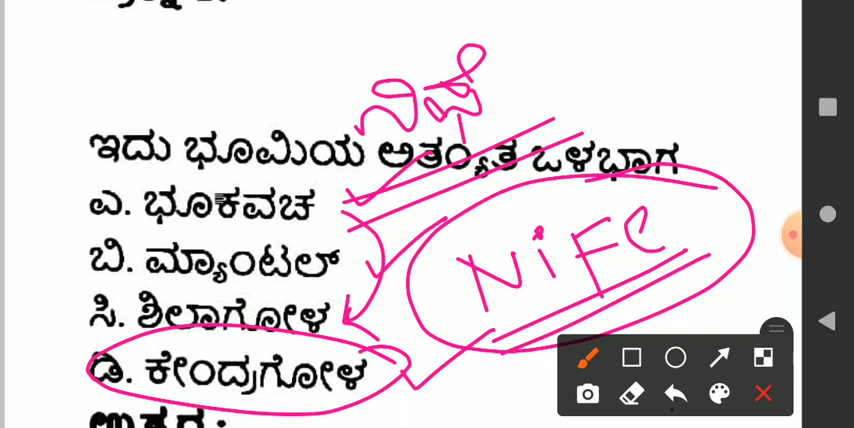 ನಿಫೆ
ಇದು ಭೂಮಿಯ ಅತ್ಯಂತ ಒಳಭಾಗ
ಎ. ಭೂಕವಚ
ಬಿ. ಮ್ಯಾಂಟಲ್
NiFe
ಸಿ. ಶಿಲಾಗೋಳ
ಡಿ. ಕೇಂದ್ರಗೋಳ